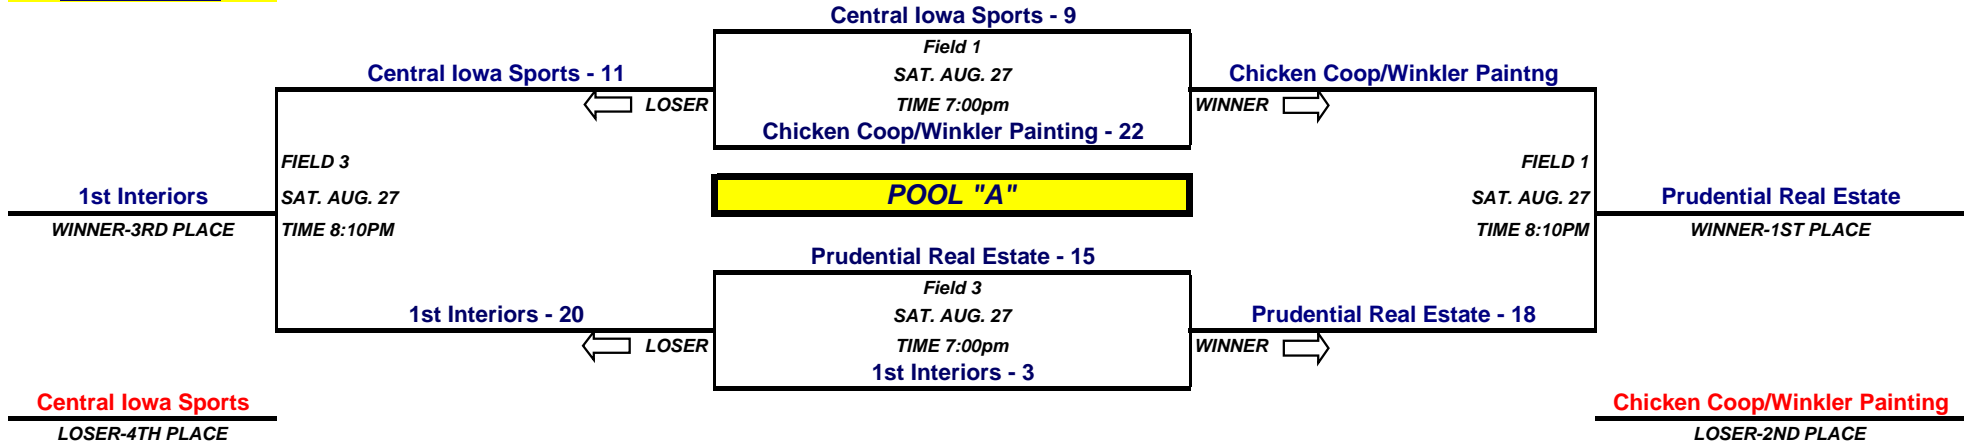 Central Iowa Sports - 9
Field 1
Central Iowa Sports - 11
SAT. AUG. 27
Chicken Coop/Winkler Paintng
LOSER
TIME 7:00pm
WINNER
Chicken Coop/Winkler Painting - 22
FIELD 3
FIELD 1
1st Interiors
SAT. AUG. 27
POOL "A"
SAT. AUG. 27
Prudential Real Estate
WINNER-3RD PLACE
TIME 8:10PM
TIME 8:10PM
WINNER-1ST PLACE
Prudential Real Estate - 15
Field 3
1st Interiors - 20
SAT. AUG. 27
Prudential Real Estate - 18
LOSER
TIME 7:00pm
WINNER
1st Interiors - 3
Central Iowa Sports
Chicken Coop/Winkler Painting
LOSER-4TH PLACE
LOSER-2ND PLACE